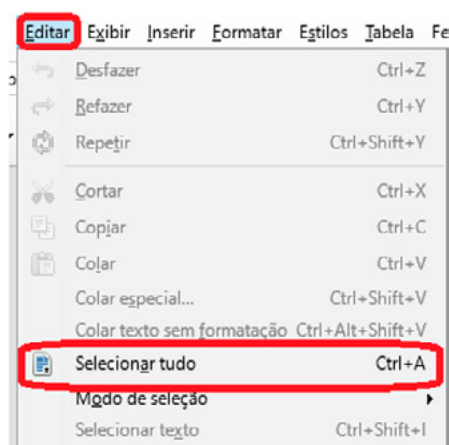 Editar Exibir Inserir Formatar Estilos Tabela Fe
Desfazer Ctrl+Z
Refazer Ctrl+Y
Repetir Ctrl+Shift+Y
Cortar Ctrl+X
Copiar Ctrl+C
Colar Ctrl+V
Colar especial... Ctrl+Shift+V
Colar texto sem formatação Ctrl+Alt+Shift+V
Selecionar tudo Ctrl+A
Modo de seleção
Selecionar texto Ctrl+Shift+I